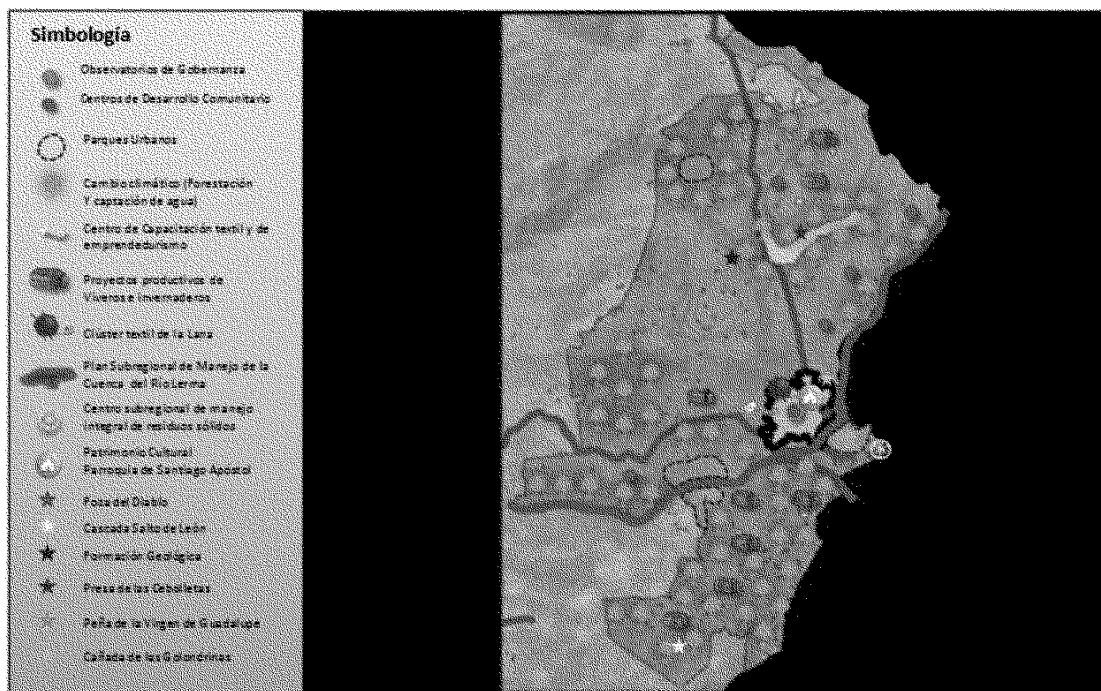 Simbología
Observatorios de Gobernanza
Centros de Desarrollo Comunitario
Parques Urbanos
Cambio climático (Forestación
Y captación de agua)
Centro de Capacitación textil y de
emprendedurismo
Proyectos productivos de
Viveros e Invernaderos
Cluster textil de la Lana
Plan Subregional de Manejo de la
Cuenca del Río Lerma
Centro subregional de manejo
integral de residuos sólidos
Patrimonio Cultural
Parroquia de Santiago Apostol
Poza del Diablo
Cascada Salto de León
Formación Geológica
Presa de las Cebolletas
Peña de la Virgen de Guadalupe
Cañada de las Golondrinas